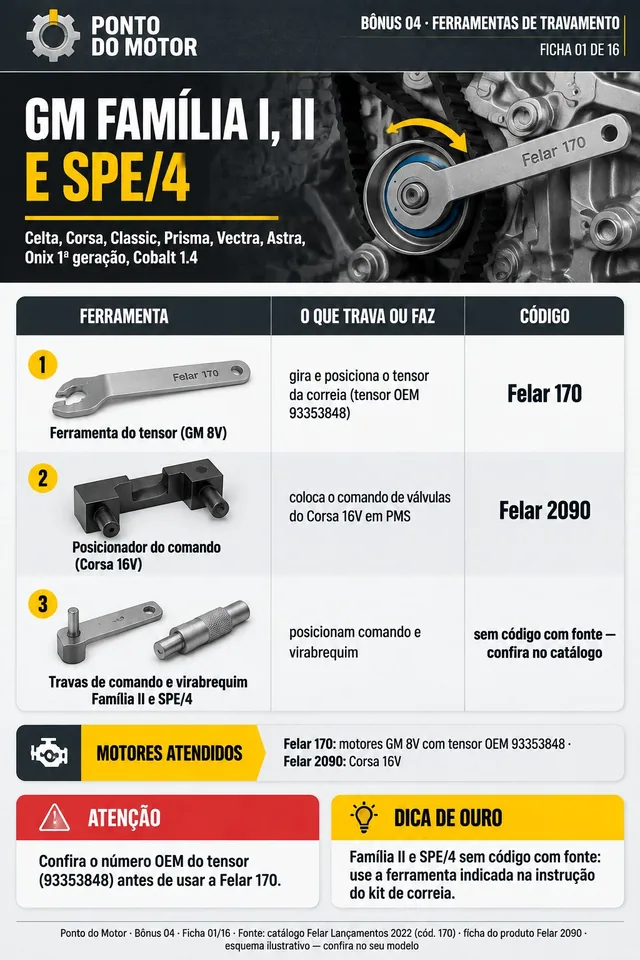 PONTO
DO MOTOR
BÔNUS 04 · FERRAMENTAS DE TRAVAMENTO
FICHA 01 DE 16
GM FAMÍLIA I, II
E SPE/4
Celta, Corsa, Classic, Prisma, Vectra, Astra,
Onix 1ª geração, Cobalt 1.4
Felar 170
FERRAMENTA
O QUE TRAVA OU FAZ
CÓDIGO
1
Felar 170
Ferramenta do tensor (GM 8V)
gira e posiciona o tensor
da correia (tensor OEM
93353848)
Felar 170
2
Posicionador do comando
(Corsa 16V)
coloca o comando de válvulas
do Corsa 16V em PMS
Felar 2090
3
Travas de comando e virabrequim
Família II e SPE/4
posicionam comando e
virabrequim
sem código com fonte —
confira no catálogo
MOTORES ATENDIDOS
Felar 170: motores GM 8V com tensor OEM 93353848 ·
Felar 2090: Corsa 16V
ATENÇÃO
Confira o número OEM do tensor
(93353848) antes de usar a Felar 170.
DICA DE OURO
Família II e SPE/4 sem código com fonte:
use a ferramenta indicada na instrução
do kit de correia.
Ponto do Motor · Bônus 04 · Ficha 01/16 · Fonte: catálogo Felar Lançamentos 2022 (cód. 170) · ficha do produto Felar 2090 ·
esquema ilustrativo — confira no seu modelo